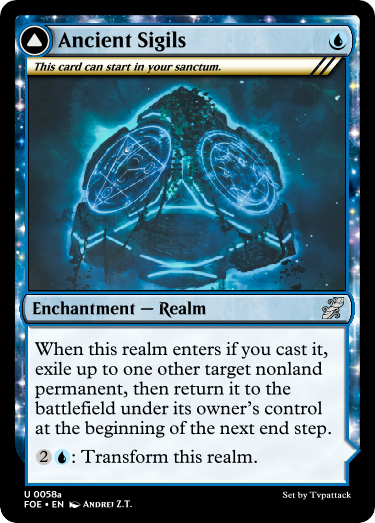 Ancient Sigils
This card can start in your sanctum.
Enchantment — Realm
When this realm enters if you cast it,
exile up to one other target nonland
permanent, then return it to the
battlefield under its owner's control
at the beginning of the next end step.
2: Transform this realm.
U 0058a
FOE • EN Andrej Z.T.
Set by Tvpattack